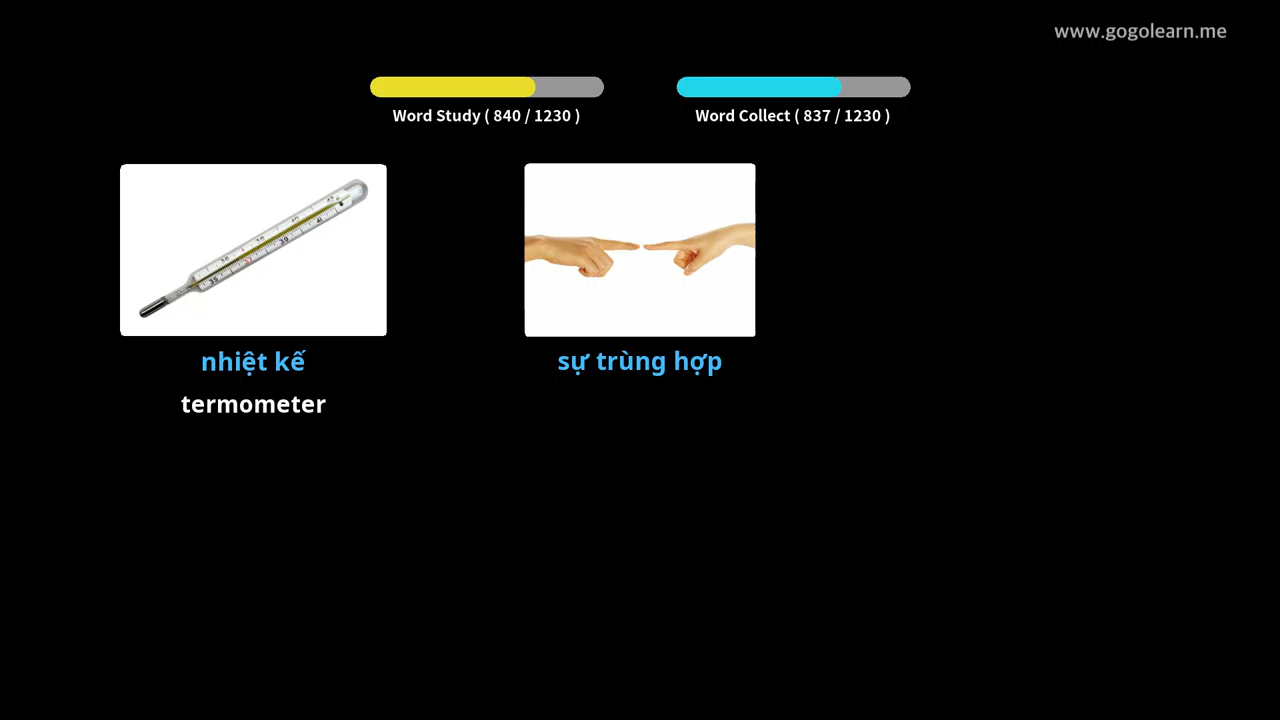 www.gogolearn.me
Word Study ( 840 / 1230 )
Word Collect ( 837 / 1230 )
nhiệt kế
termometer
sự trùng hợp